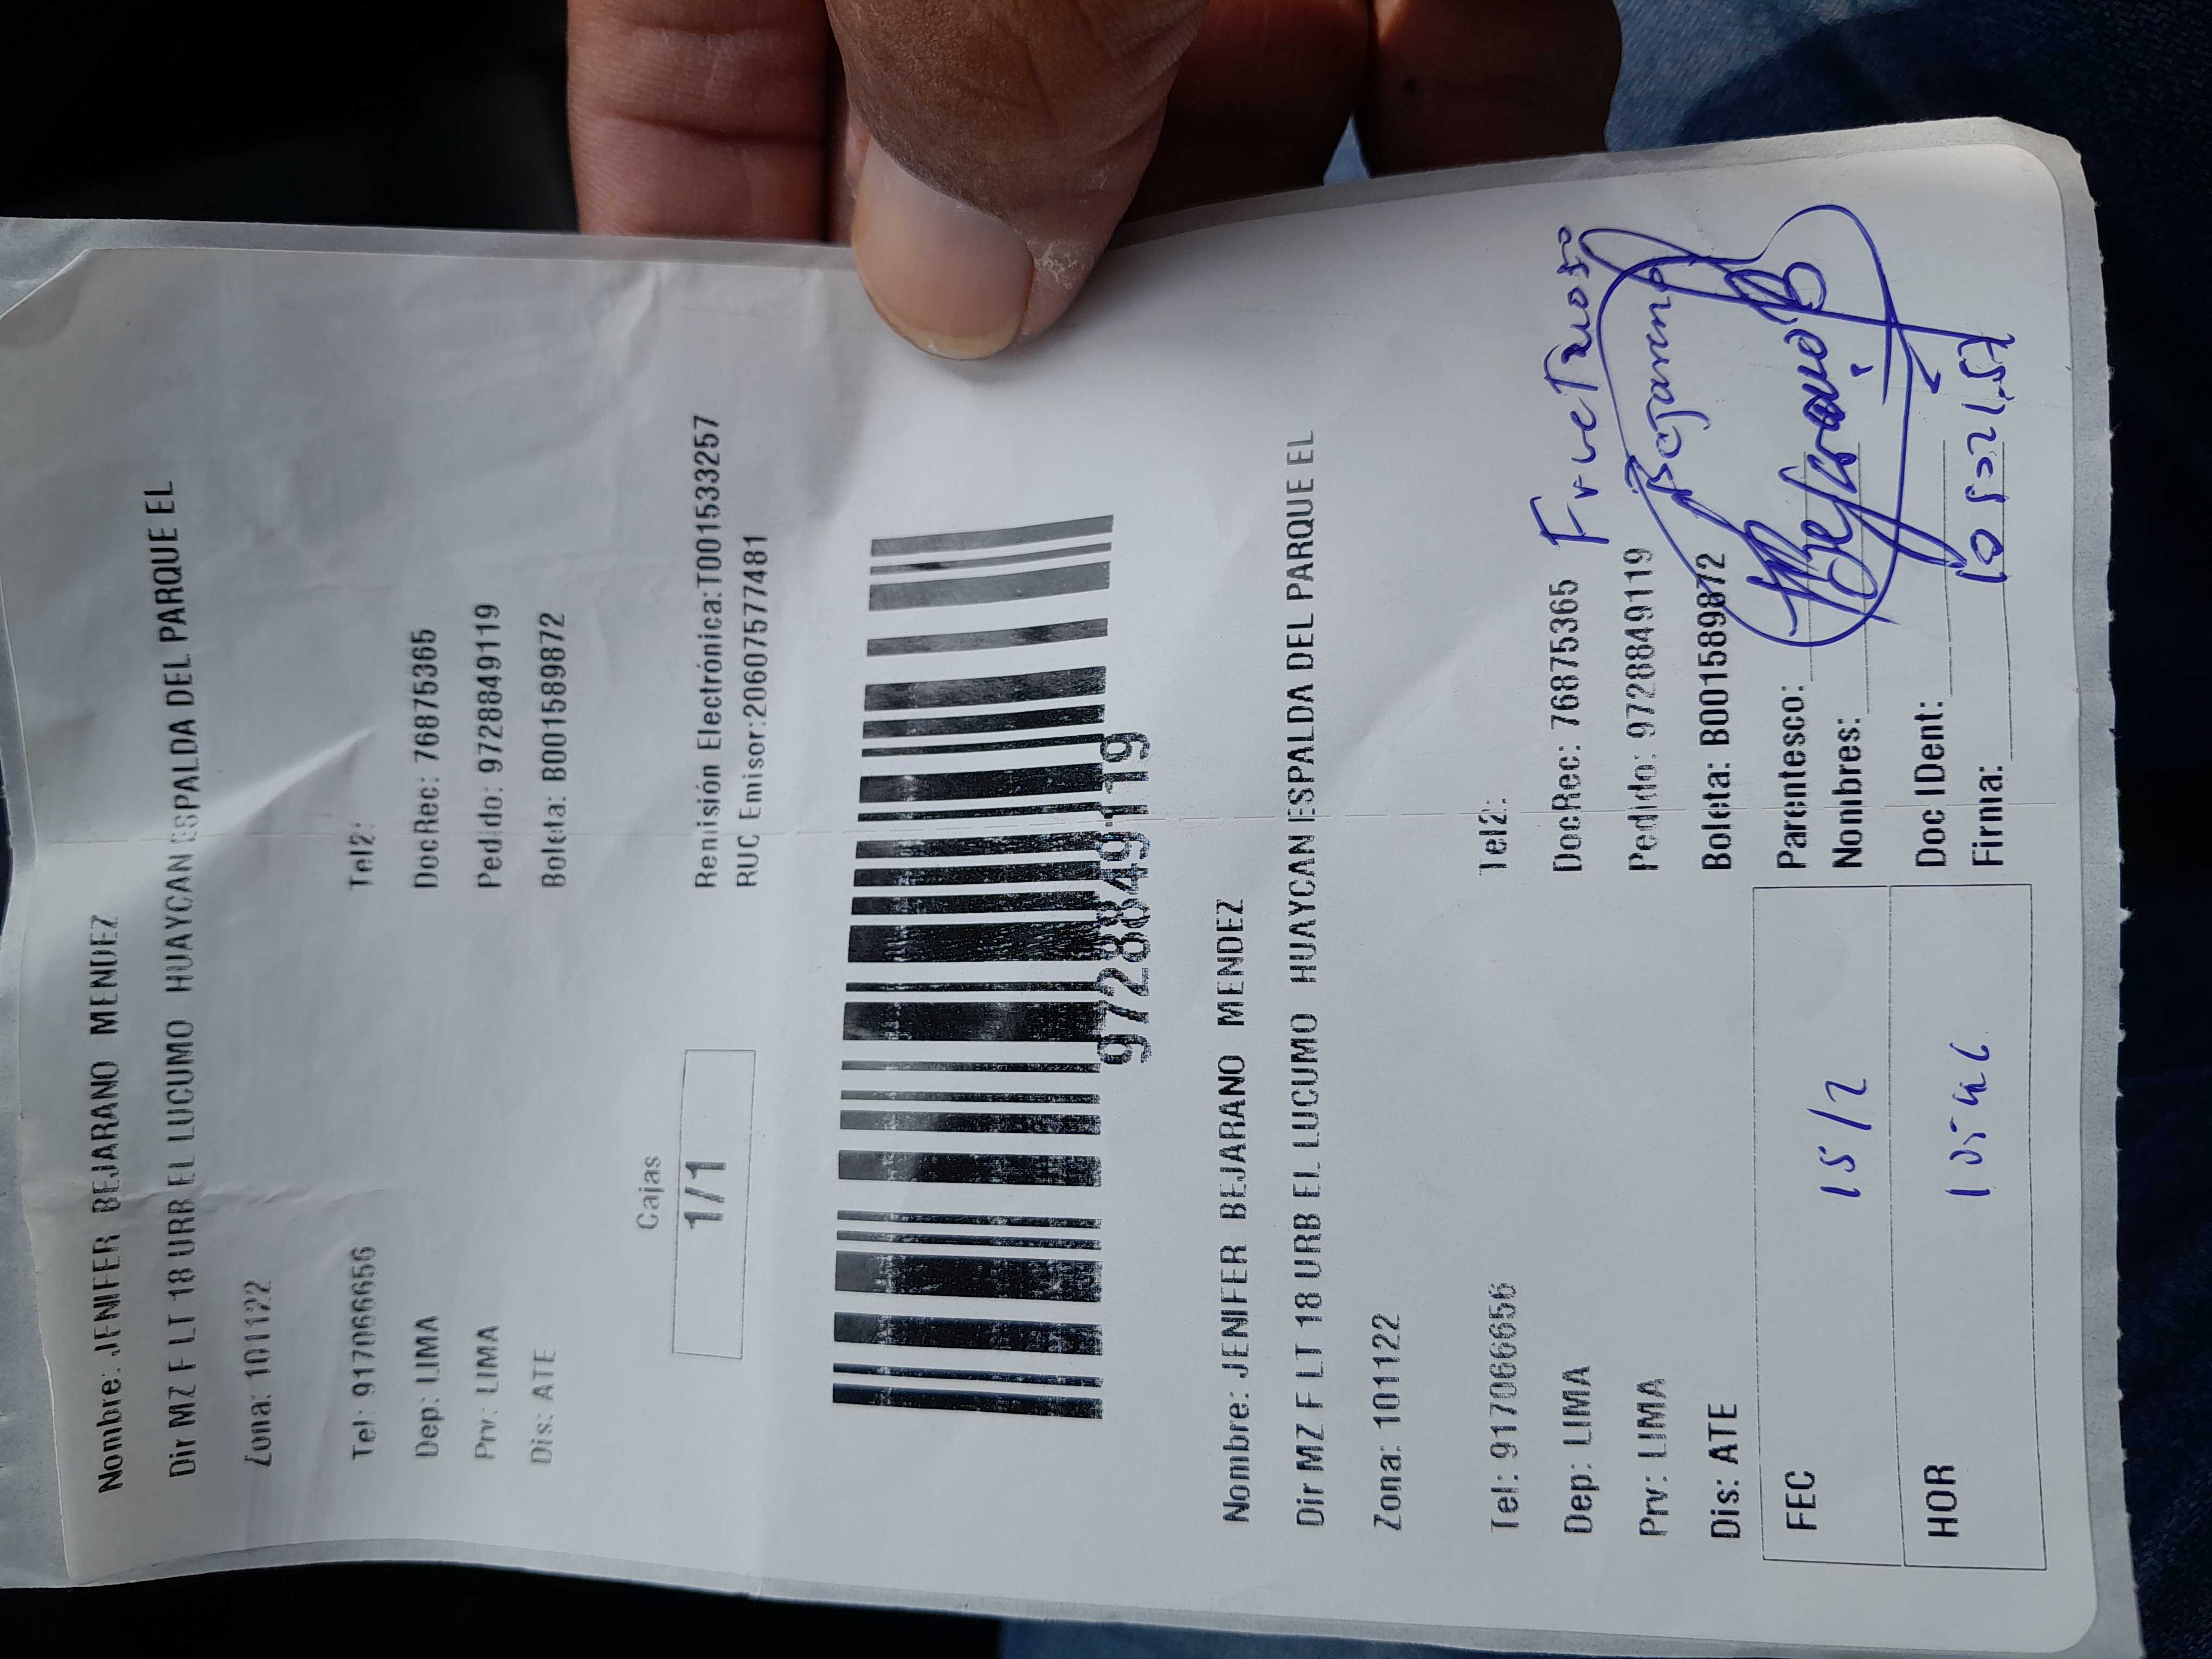 Nombre: JENIFER BEJARANO MENDEZ
Dir MZ F LT 18 URB EL LUCUMO HUAYCAN ESPALDA DEL PARQUE EL
Zona: 101122
Tel: 917066656 Tel2:
Dep: LIMA DocRec: 76875365
Prv: LIMA Pedido: 9728849119
Dis: ATE Boleta: B001589872
Cajas
1/1
Remisión Electrónica:T001533257
RUC Emisor:20607577481
9728849119
Nombre: JENIFER BEJARANO MENDEZ
Dir MZ F LT 18 URB EL LUCUMO HUAYCAN ESPALDA DEL PARQUE EL
Zona: 101122
Tel: 917066656 Tel2:
Dep: LIMA DocRec: 76875365
Prv: LIMA Pedido: 9728849119
Dis: ATE Boleta: B001589872
Fructuoso
Bejarano
FEC 15/2
Parentesco:
Nombres:
HOR
Doc IDent:
Firma: